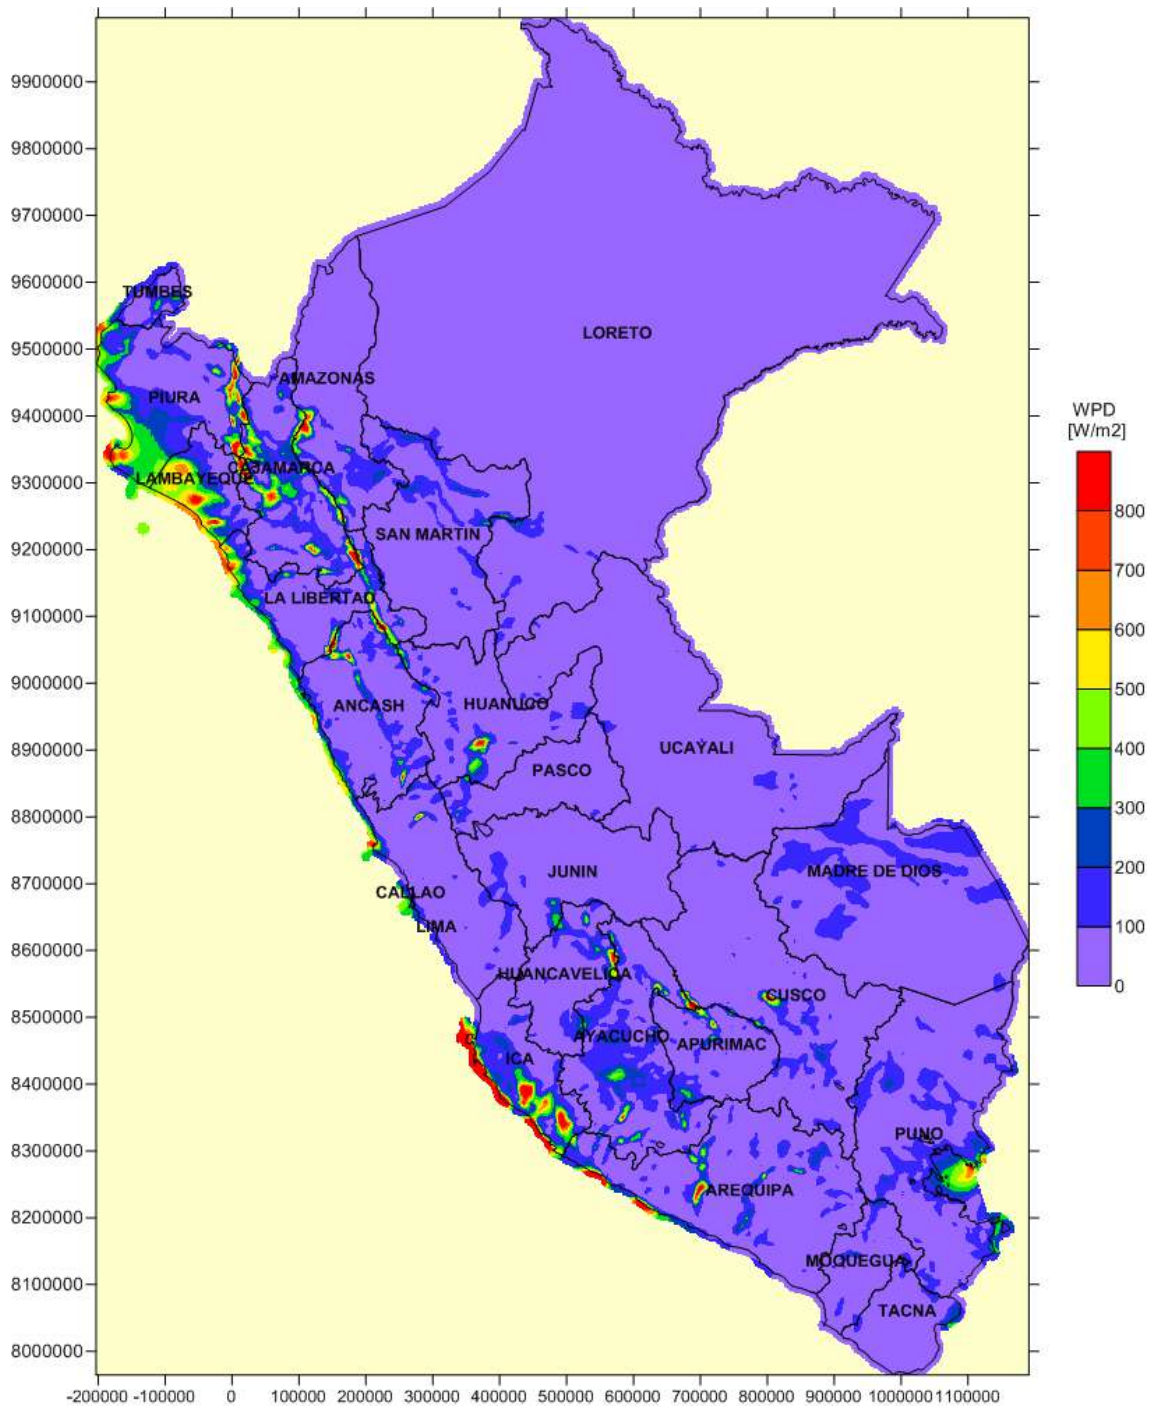 9900000
9800000
9700000
9600000
9500000
9400000
9300000
9200000
9100000
9000000
8900000
8800000
8700000
8600000
8500000
8400000
8300000
8200000
8100000
8000000
TUMBES
LORETO
AMAZONAS
PIURA
CAJAMARCA
LAMBAYEQUE
SAN MARTIN
LA LIBERTAD
ANCASH
HUANUCO
UCAYALI
PASCO
JUNIN
MADRE DE DIOS
CALLAO
LIMA
HUANCAVELICA
CUSCO
AYACUCHO
APURIMAC
ICA
PUNO
AREQUIPA
MOQUEGUA
TACNA
WPD
[W/m2]
800
700
600
500
400
300
200
100
0
-200000 -100000 0 100000 200000 300000 400000 500000 600000 700000 800000 900000 1000000 1100000